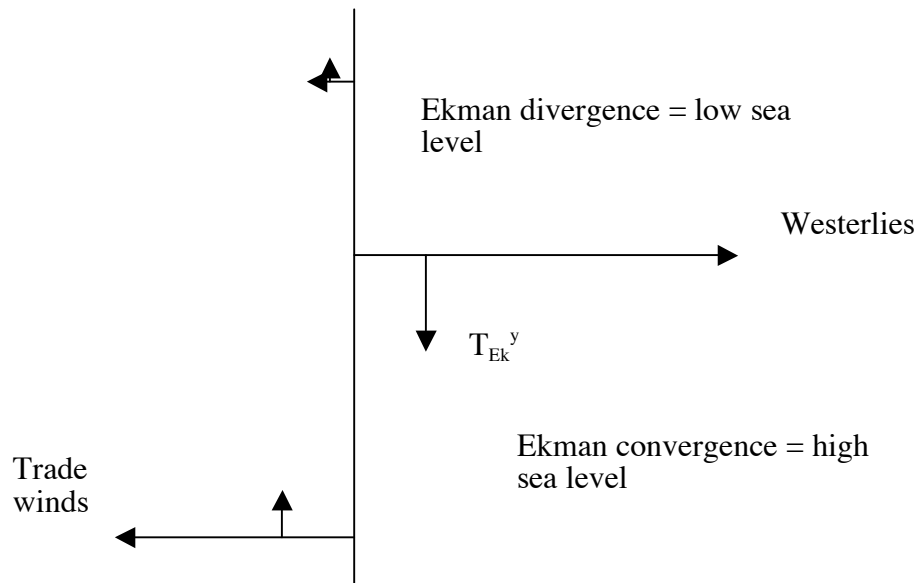 Ekman divergence = low sea
level
Westerlies
T_Ek^y
Ekman convergence = high
sea level
Trade
winds